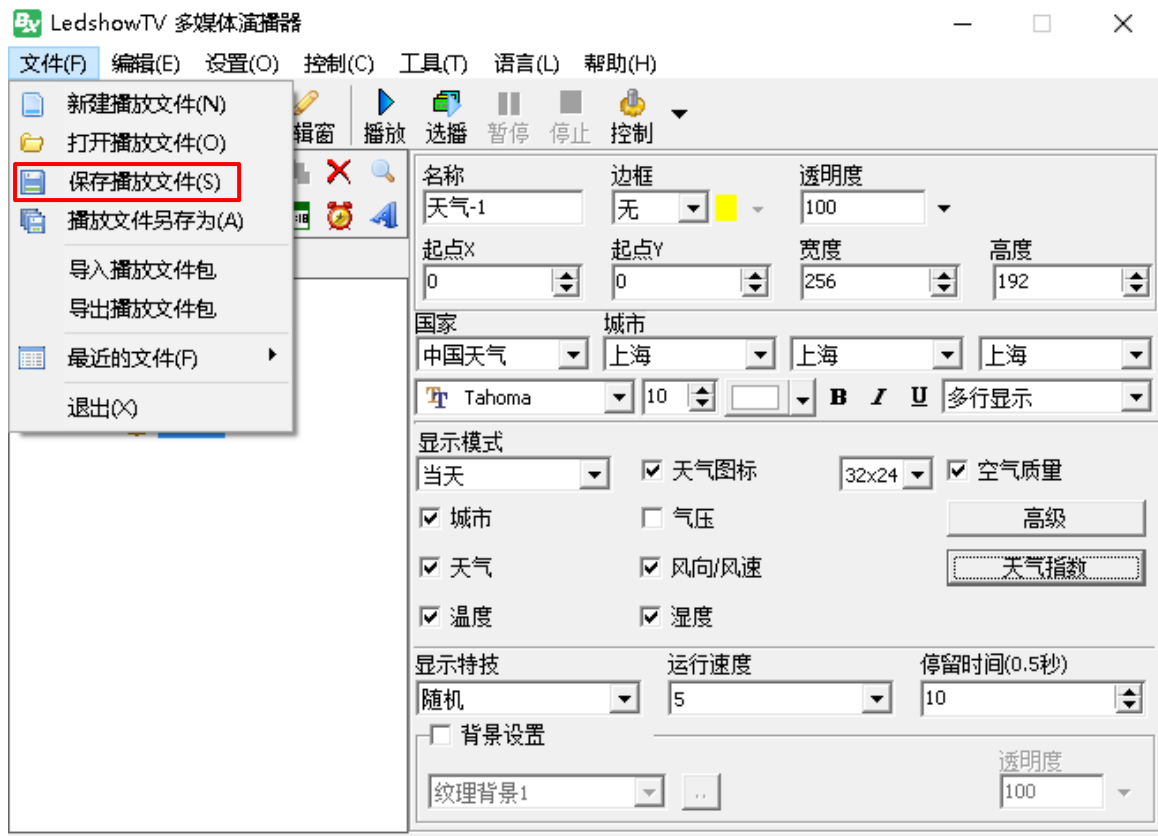 LedshowTV 多媒体演播器
文件(F) 编辑(E) 设置(O) 控制(C) 工具(T) 语言(L) 帮助(H)
新建播放文件(N)
打开播放文件(O)
保存播放文件(S)
播放文件另存为(A)
导入播放文件包
导出播放文件包
最近的文件(F)
退出(X)
辑窗 播放 选播 暂停 停止 控制
名称 边框 透明度
天气-1 无 100
起点X 起点Y 宽度 高度
0 0 256 192
国家 城市
中国天气 上海 上海 上海
Tahoma 10 B I U 多行显示
显示模式
当天 天气图标 32x24 空气质量
城市 气压 高级
天气 风向/风速 天气指数
温度 湿度
显示特技 运行速度 停留时间(0.5秒)
随机 5 10
背景设置
透明度
纹理背景1 .. 100